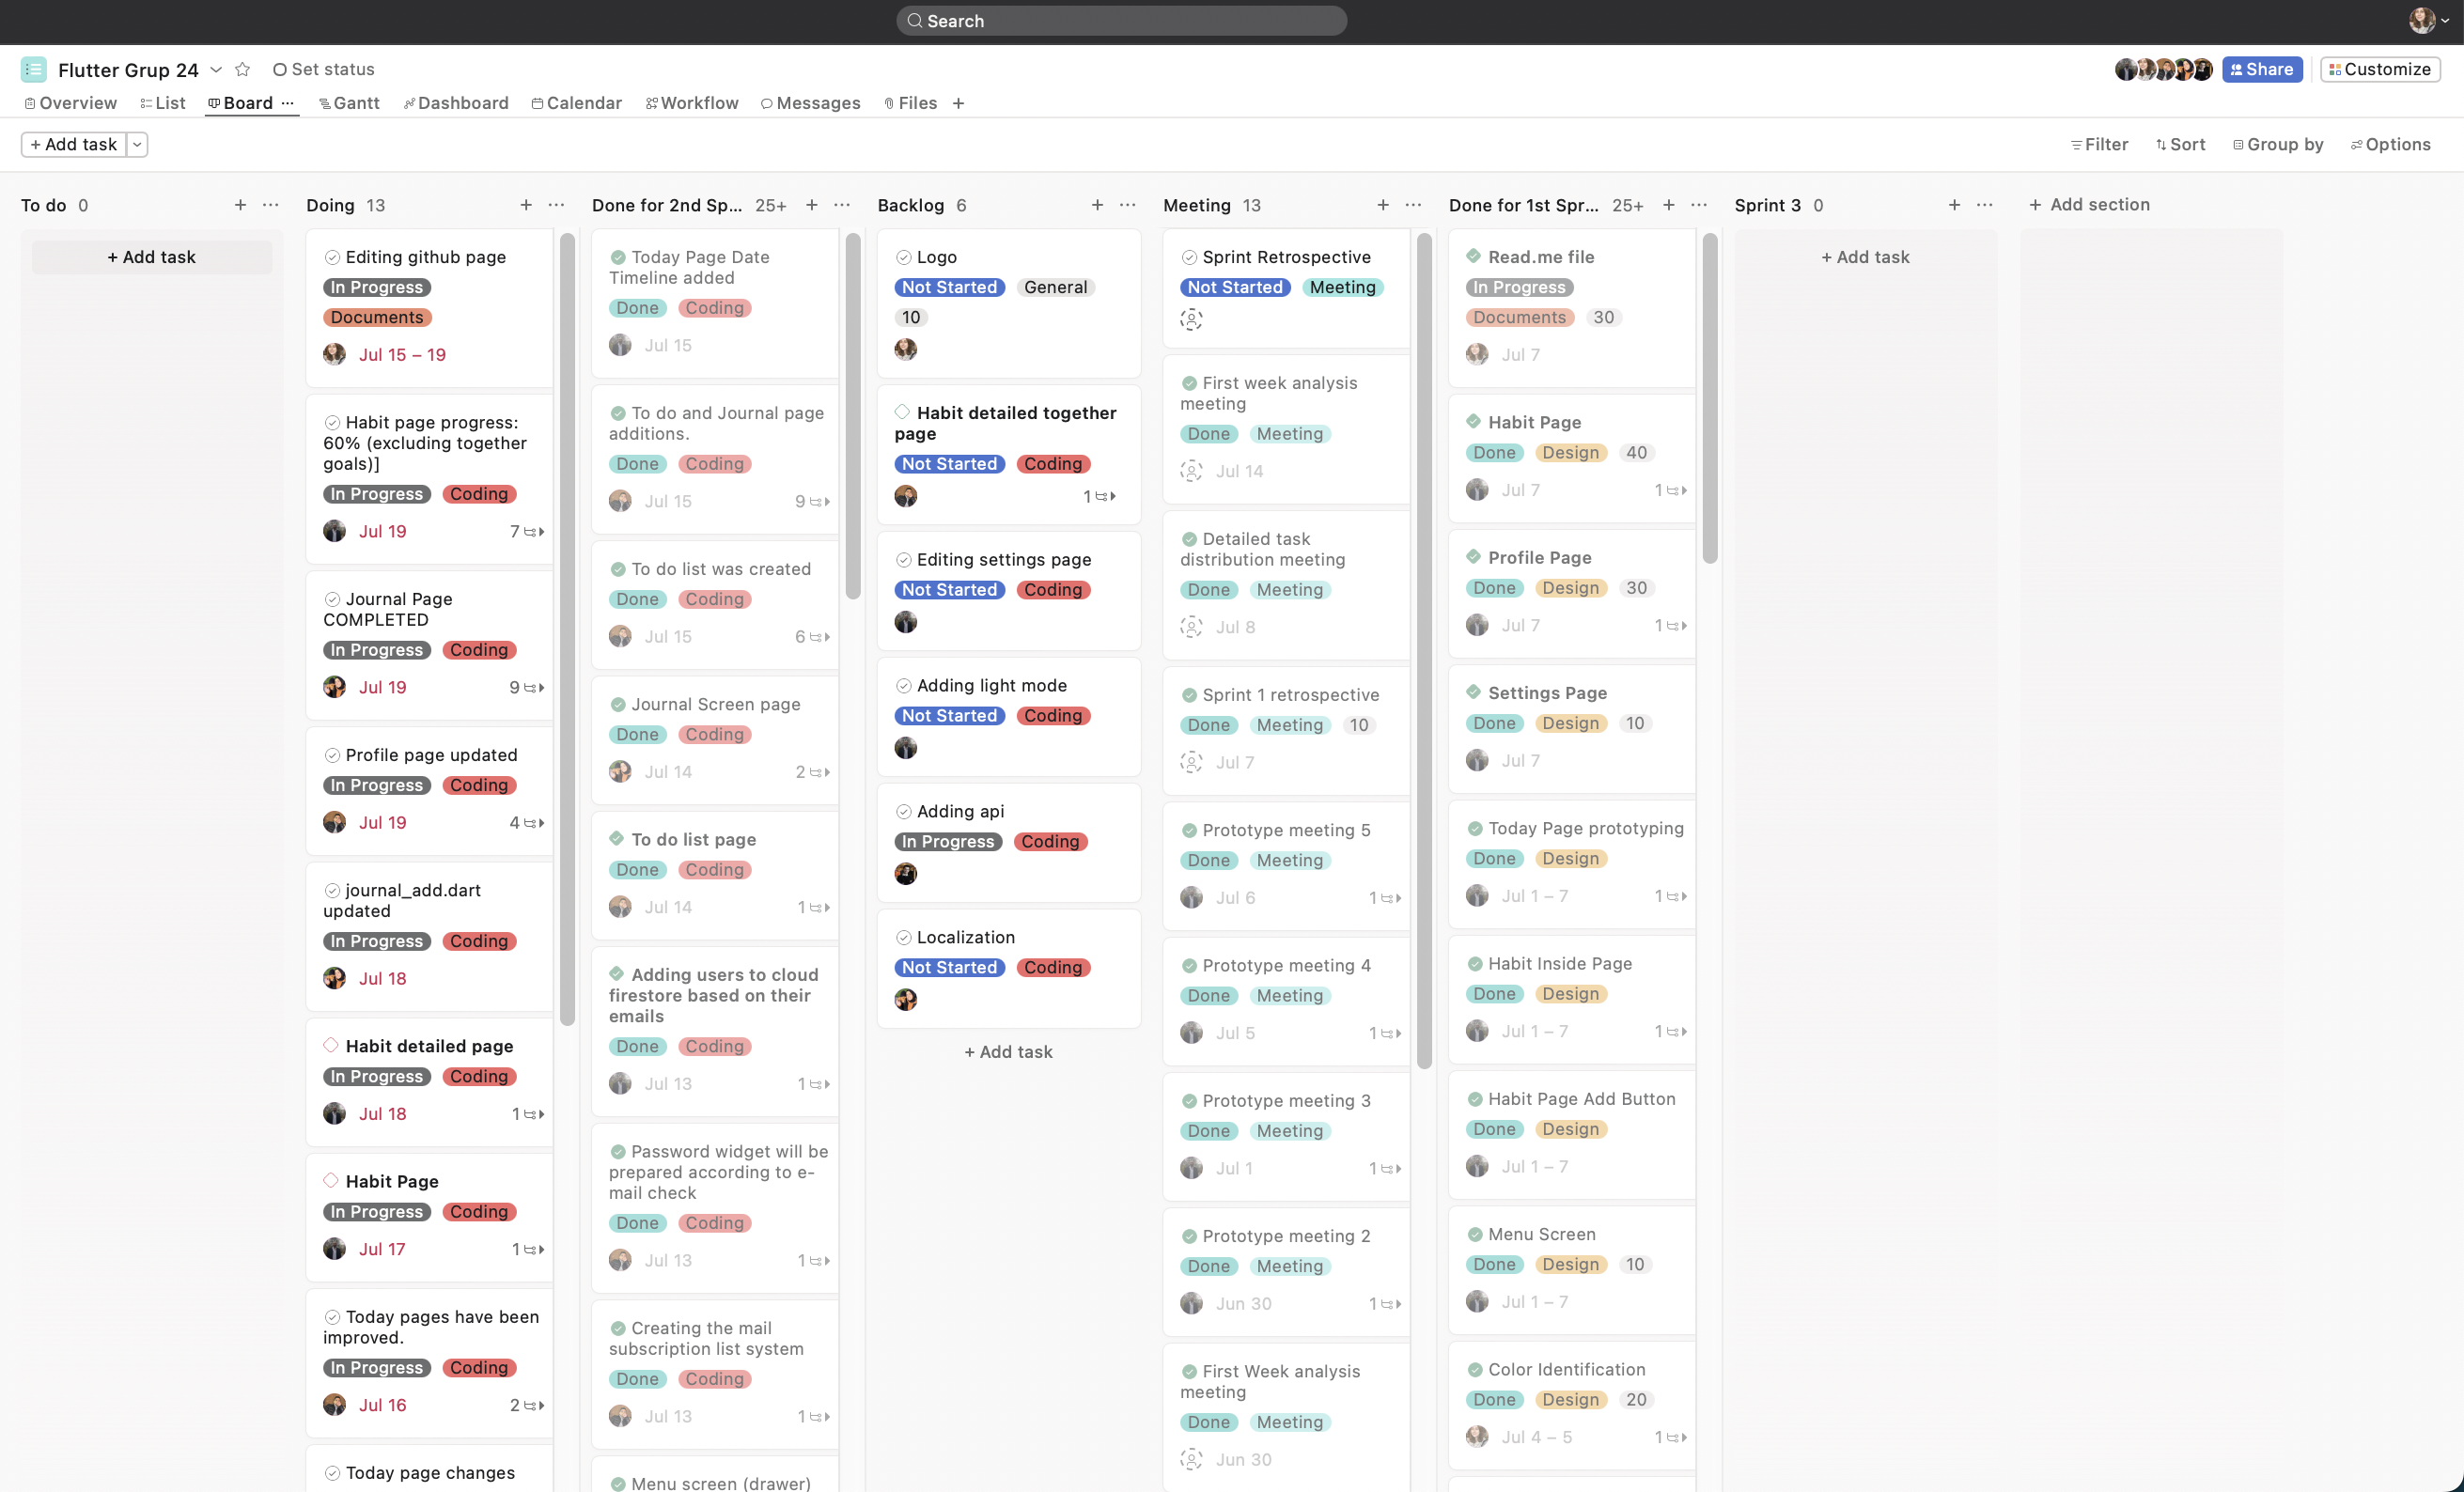 Search
Flutter Grup 24
Set status
Share
Customize
Overview
List
Board
Gantt
Dashboard
Calendar
Workflow
Messages
Files
+ Add task
Filter
Sort
Group by
Options
To do 0
+ Add task
Doing 13
Editing github page
In Progress
Documents
Jul 15 – 19
Habit page progress:
60% (excluding together
goals)]
In Progress Coding
Jul 19 7
Journal Page
COMPLETED
In Progress Coding
Jul 19 9
Profile page updated
In Progress Coding
Jul 19 4
journal_add.dart
updated
In Progress Coding
Jul 18
Habit detailed page
In Progress Coding
Jul 18 1
Habit Page
In Progress Coding
Jul 17 1
Today pages have been
improved.
In Progress Coding
Jul 16 2
Today page changes
Done for 2nd Sp... 25+
Today Page Date
Timeline added
Done Coding
Jul 15
To do and Journal page
additions.
Done Coding
Jul 15 9
To do list was created
Done Coding
Jul 15 6
Journal Screen page
Done Coding
Jul 14 2
To do list page
Done Coding
Jul 14 1
Adding users to cloud
firestore based on their
emails
Done Coding
Jul 13 1
Password widget will be
prepared according to e-
mail check
Done Coding
Jul 13 1
Creating the mail
subscription list system
Done Coding
Jul 13 1
Menu screen (drawer)
Backlog 6
Logo
Not Started General
10
Habit detailed together
page
Not Started Coding
1
Editing settings page
Not Started Coding
Adding light mode
Not Started Coding
Adding api
In Progress Coding
Localization
Not Started Coding
+ Add task
Meeting 13
Sprint Retrospective
Not Started Meeting
First week analysis
meeting
Done Meeting
Jul 14
Detailed task
distribution meeting
Done Meeting
Jul 8
Sprint 1 retrospective
Done Meeting 10
Jul 7
Prototype meeting 5
Done Meeting
Jul 6 1
Prototype meeting 4
Done Meeting
Jul 5 1
Prototype meeting 3
Done Meeting
Jul 1 1
Prototype meeting 2
Done Meeting
Jun 30 1
First Week analysis
meeting
Done Meeting
Jun 30
Done for 1st Spr... 25+
Read.me file
In Progress
Documents 30
Jul 7
Habit Page
Done Design 40
Jul 7 1
Profile Page
Done Design 30
Jul 7 1
Settings Page
Done Design 10
Jul 7
Today Page prototyping
Done Design
Jul 1 – 7 1
Habit Inside Page
Done Design
Jul 1 – 7 1
Habit Page Add Button
Done Design
Jul 1 – 7
Menu Screen
Done Design 10
Jul 1 – 7
Color Identification
Done Design 20
Jul 4 – 5 1
Sprint 3 0
+ Add task
+ Add section